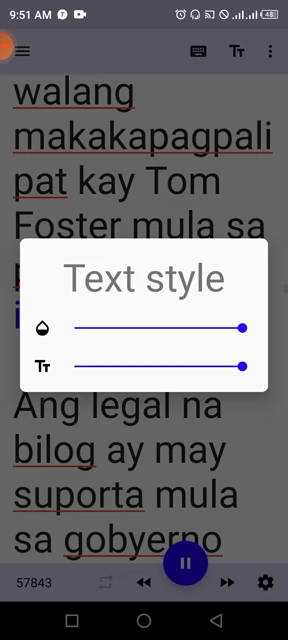 9:51 AM
walang
makakapagpali
pat kay Tom
Foster mula sa
Text style
Ang legal na
bilog ay may
suporta mula
sa gobyerno
57843